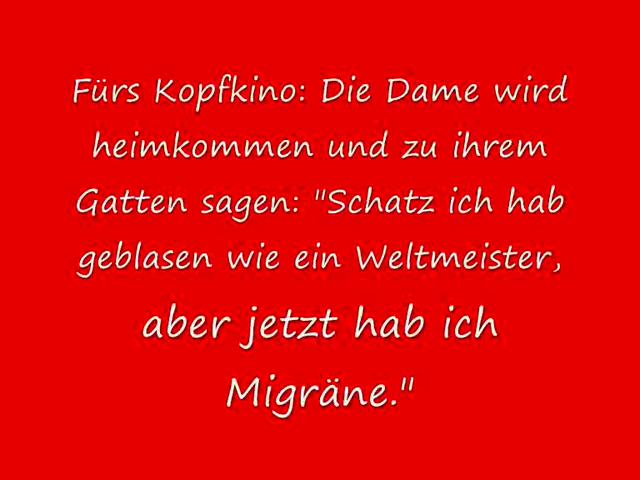 Fürs Kopfkino: Die Dame wird
heimkommen und zu ihrem
Gatten sagen: "Schatz ich hab
geblasen wie ein Weltmeister,
aber jetzt hab ich
Migräne."